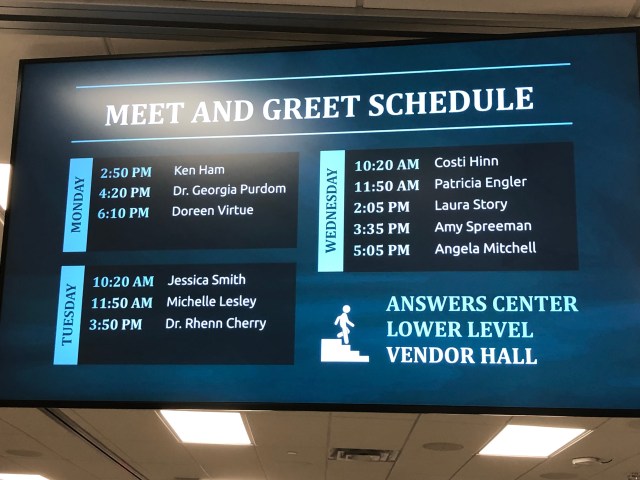 MEET AND GREET SCHEDULE
MONDAY
2:50 PM Ken Ham
4:20 PM Dr. Georgia Purdom
6:10 PM Doreen Virtue
TUESDAY
10:20 AM Jessica Smith
11:50 AM Michelle Lesley
3:50 PM Dr. Rhenn Cherry
WEDNESDAY
10:20 AM Costi Hinn
11:50 AM Patricia Engler
2:05 PM Laura Story
3:35 PM Amy Spreeman
5:05 PM Angela Mitchell
ANSWERS CENTER
LOWER LEVEL
VENDOR HALL